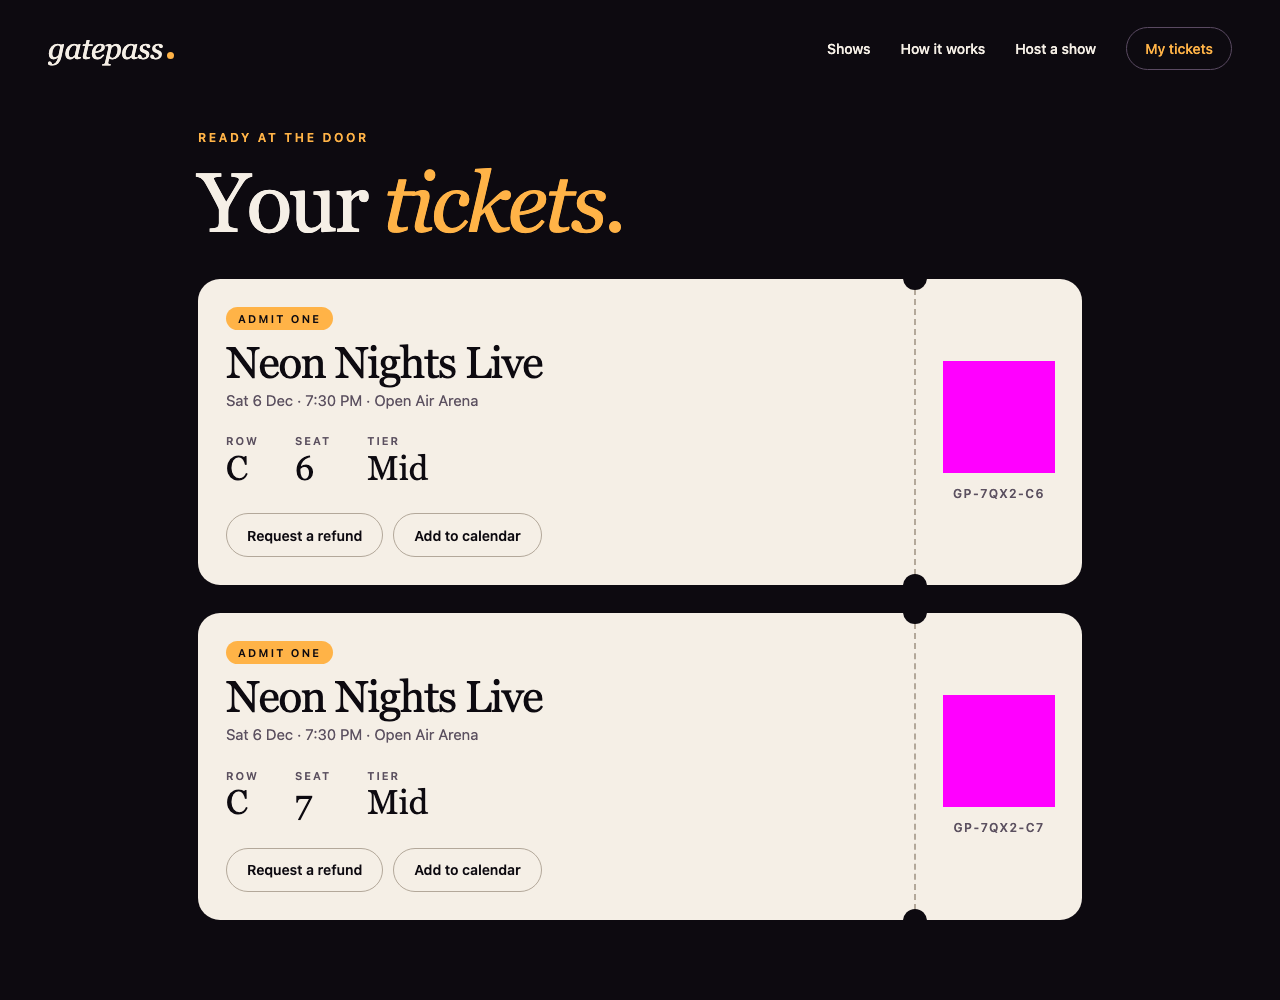 gatepass.
Shows
How it works
Host a show
My tickets
READY AT THE DOOR
Your tickets.
ADMIT ONE
Neon Nights Live
Sat 6 Dec · 7:30 PM · Open Air Arena
ROW SEAT TIER
C 6 Mid
Request a refund
Add to calendar
GP-7QX2-C6
ADMIT ONE
Neon Nights Live
Sat 6 Dec · 7:30 PM · Open Air Arena
ROW SEAT TIER
C 7 Mid
Request a refund
Add to calendar
GP-7QX2-C7